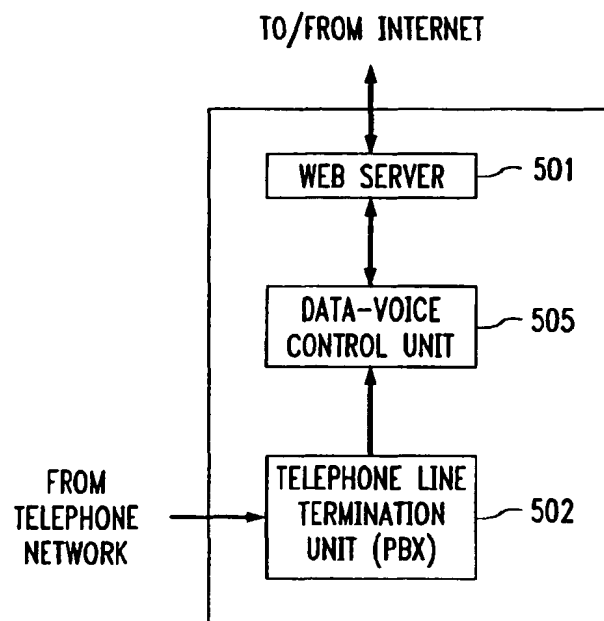 TO/FROM INTERNET
WEB SERVER
501
DATA-VOICE
CONTROL UNIT
505
FROM
TELEPHONE
NETWORK
TELEPHONE LINE
TERMINATION
UNIT (PBX)
502